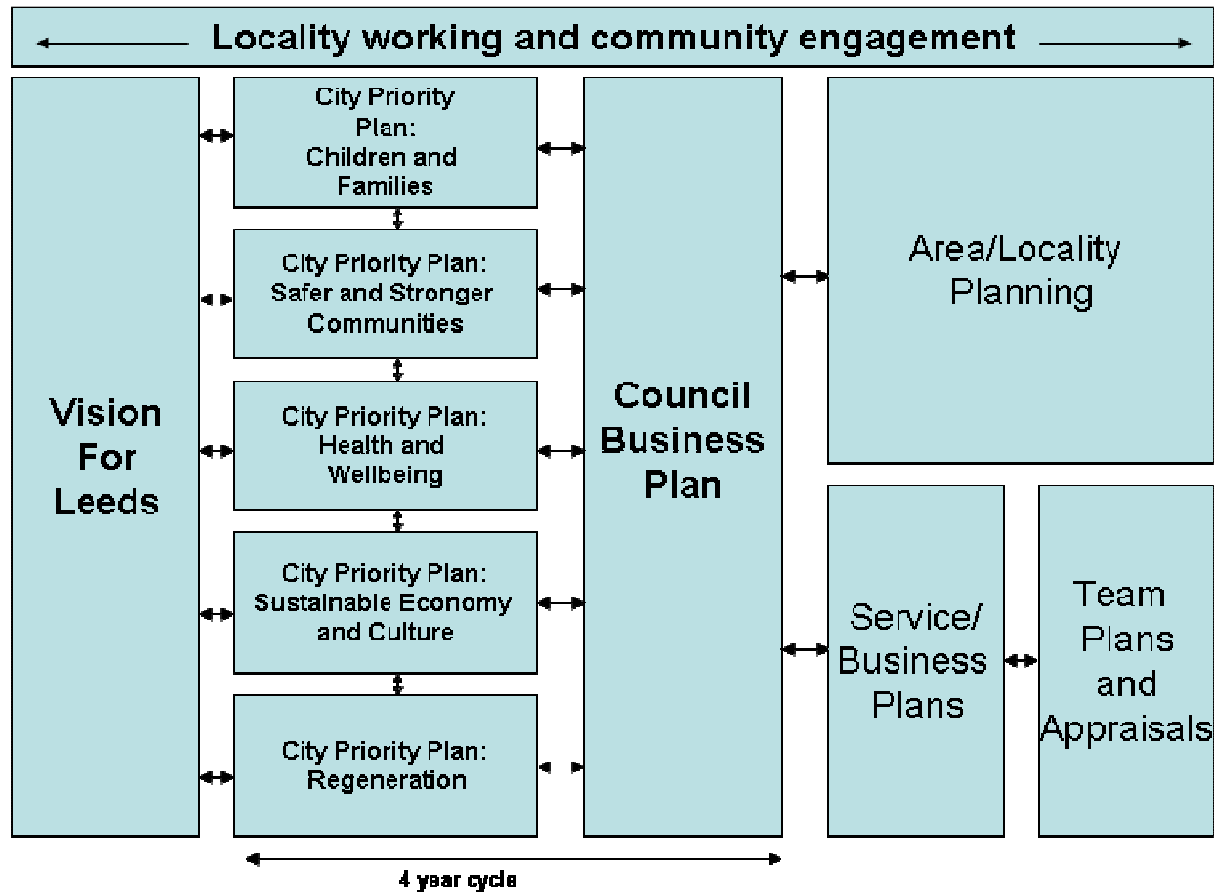 Locality working and community engagement
Vision
For
Leeds
City Priority
Plan:
Children and
Families
City Priority Plan:
Safer and Stronger
Communities
City Priority Plan:
Health and
Wellbeing
City Priority Plan:
Sustainable Economy
and Culture
City Priority Plan:
Regeneration
Council
Business
Plan
Area/Locality
Planning
Service/
Business
Plans
Team
Plans
and
Appraisals
4 year cycle